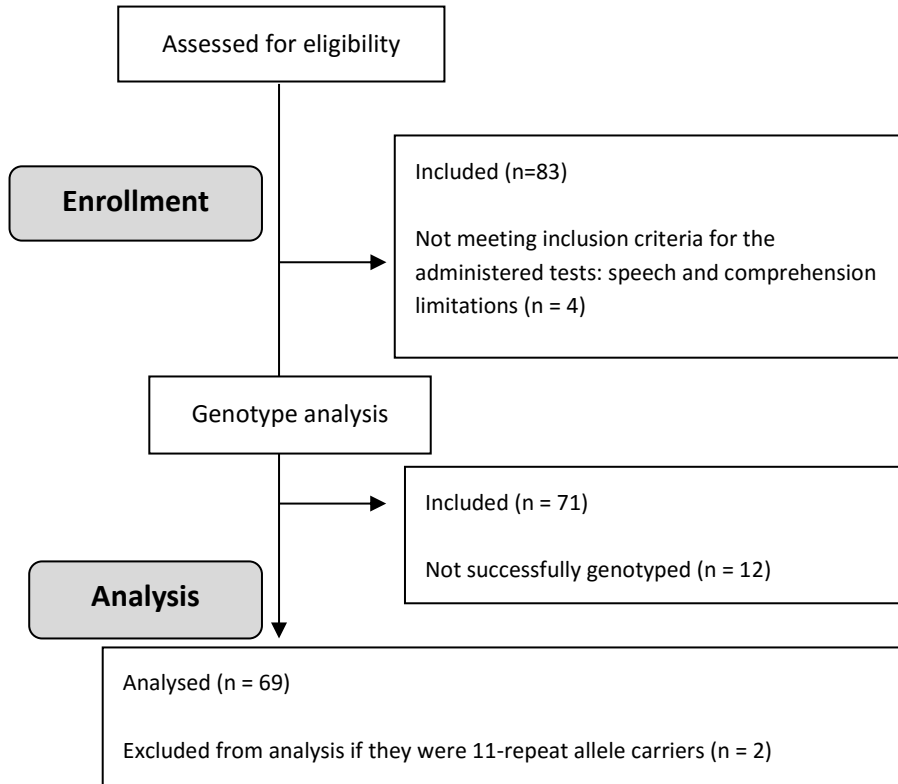 Assessed for eligibility
Enrollment
Included (n=83)
Not meeting inclusion criteria for the
administered tests: speech and comprehension
limitations (n = 4)
Genotype analysis
Included (n = 71)
Not successfully genotyped (n = 12)
Analysis
Analysed (n = 69)
Excluded from analysis if they were 11-repeat allele carriers (n = 2)